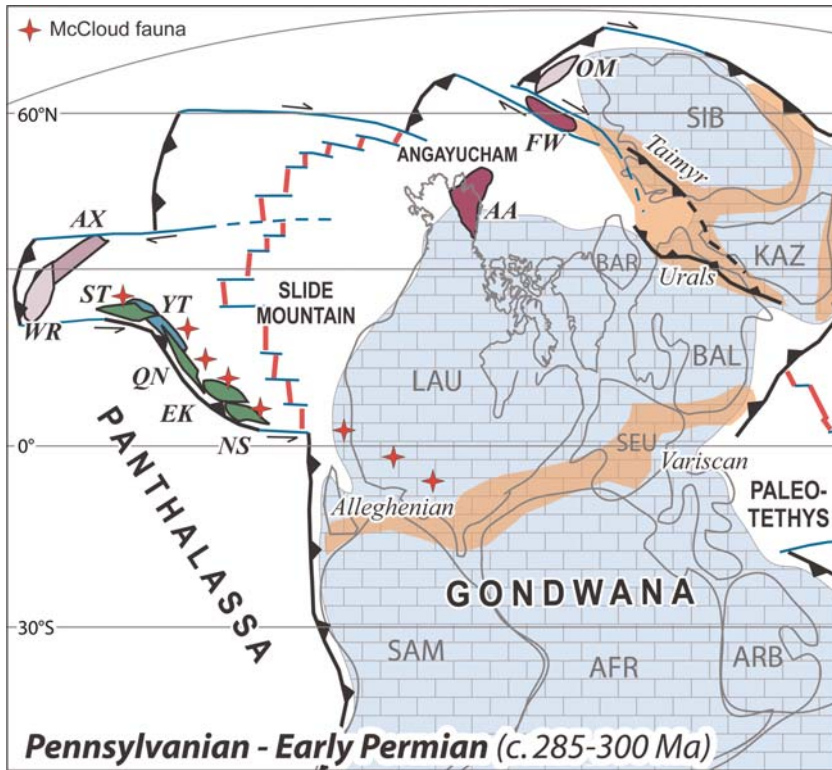 McCloud fauna
OM
60°N
SIB
FW
ANGAYUCHAM
Taimyr
AX
AA
KAZ
BAR
Urals
ST
YT
SLIDE
MOUNTAIN
WR
BAL
QN
LAU
EK
NS
SEU
0°
Variscan
PANTHALASSA
Alleghenian
PALEO-
TETHYS
GONDWANA
30°S
SAM
AFR
ARB
Pennsylvanian - Early Permian (c. 285-300 Ma)